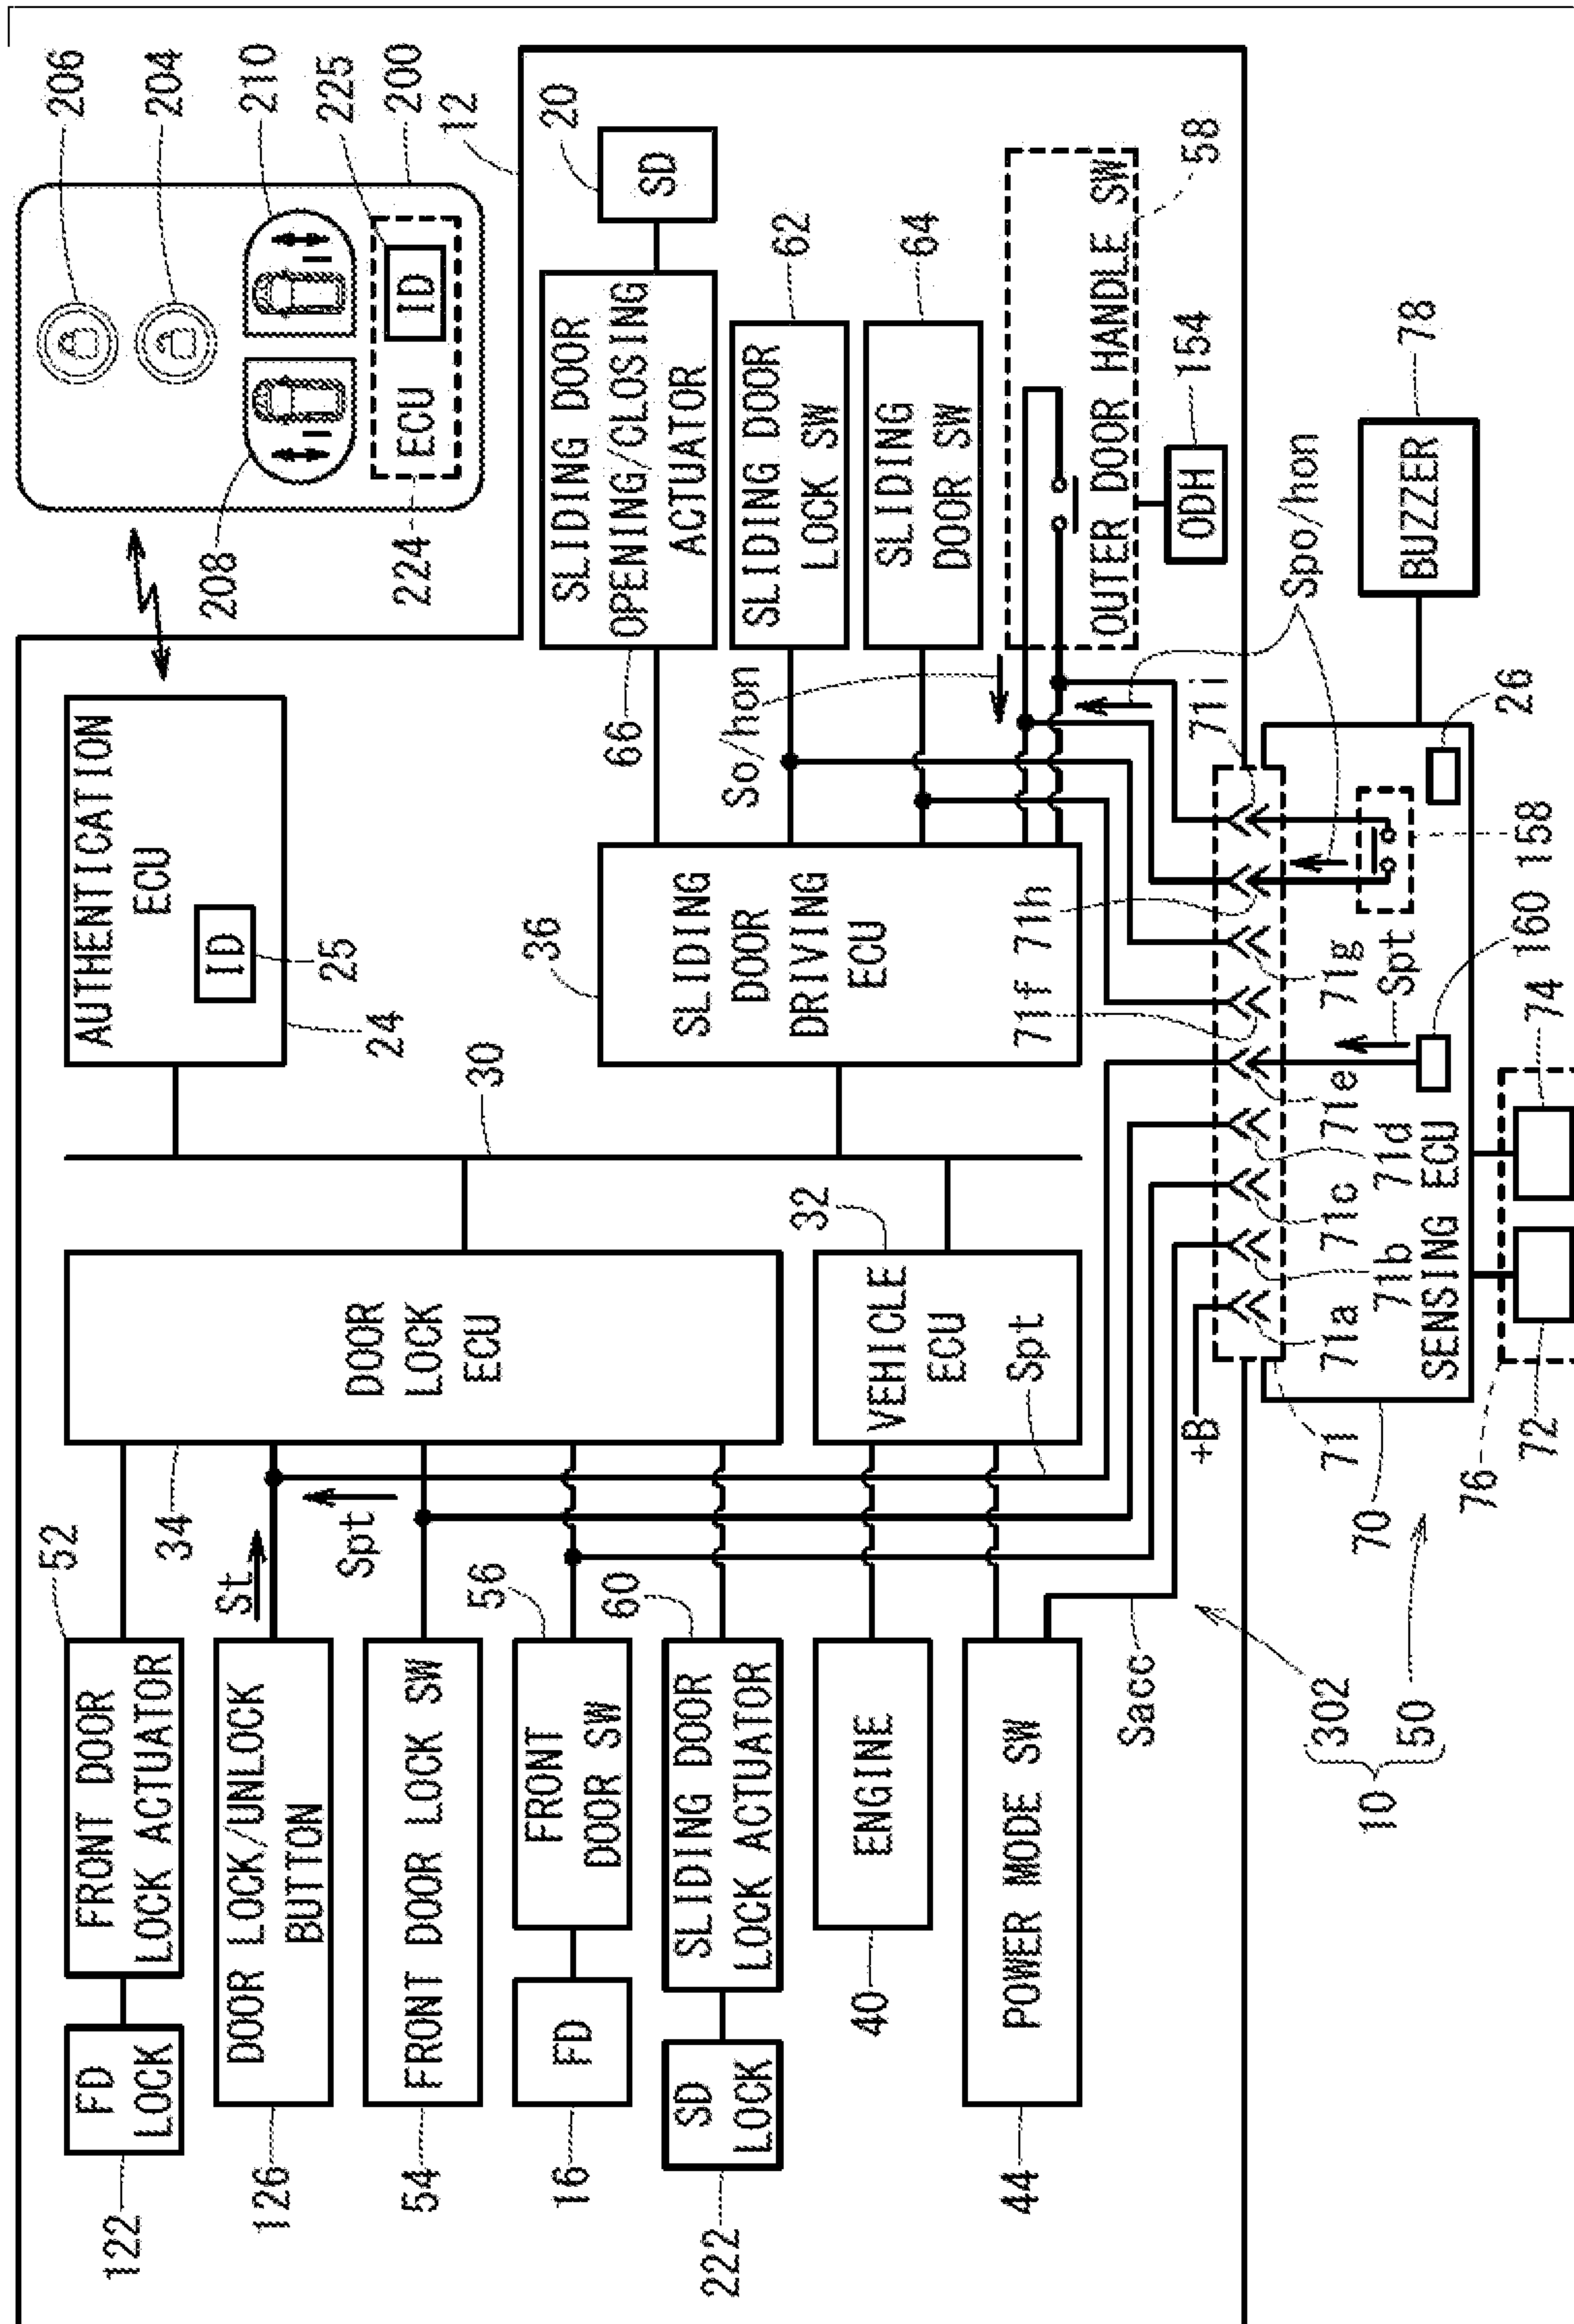 206
204
210
225
200
12
208
224
ECU
ID
AUTHENTICATION
ECU
ID
25
24
30
36
SLIDING
DOOR
DRIVING
ECU
66
SLIDING DOOR
OPENING/CLOSING
ACTUATOR
SD
20
SLIDING DOOR
LOCK SW
62
SLIDING
DOOR SW
64
So/hon
OUTER DOOR HANDLE SW
58
ODH
154
Spo/hon
BUZZER
78
122
FD
LOCK
FRONT DOOR
LOCK ACTUATOR
52
34
DOOR
LOCK
ECU
126
DOOR LOCK/UNLOCK
BUTTON
St
Spt
54
FRONT DOOR LOCK SW
16
FD
FRONT
DOOR SW
56
222
SD
LOCK
SLIDING DOOR
LOCK ACTUATOR
60
40
ENGINE
VEHICLE
ECU
32
Spt
44
POWER MODE SW
Sacc
302
10
50
+B
71
71a
71b
71c
71d
71e
71f
71g
71h
71i
70
SENSING ECU
Spt
160
158
26
76
72
74